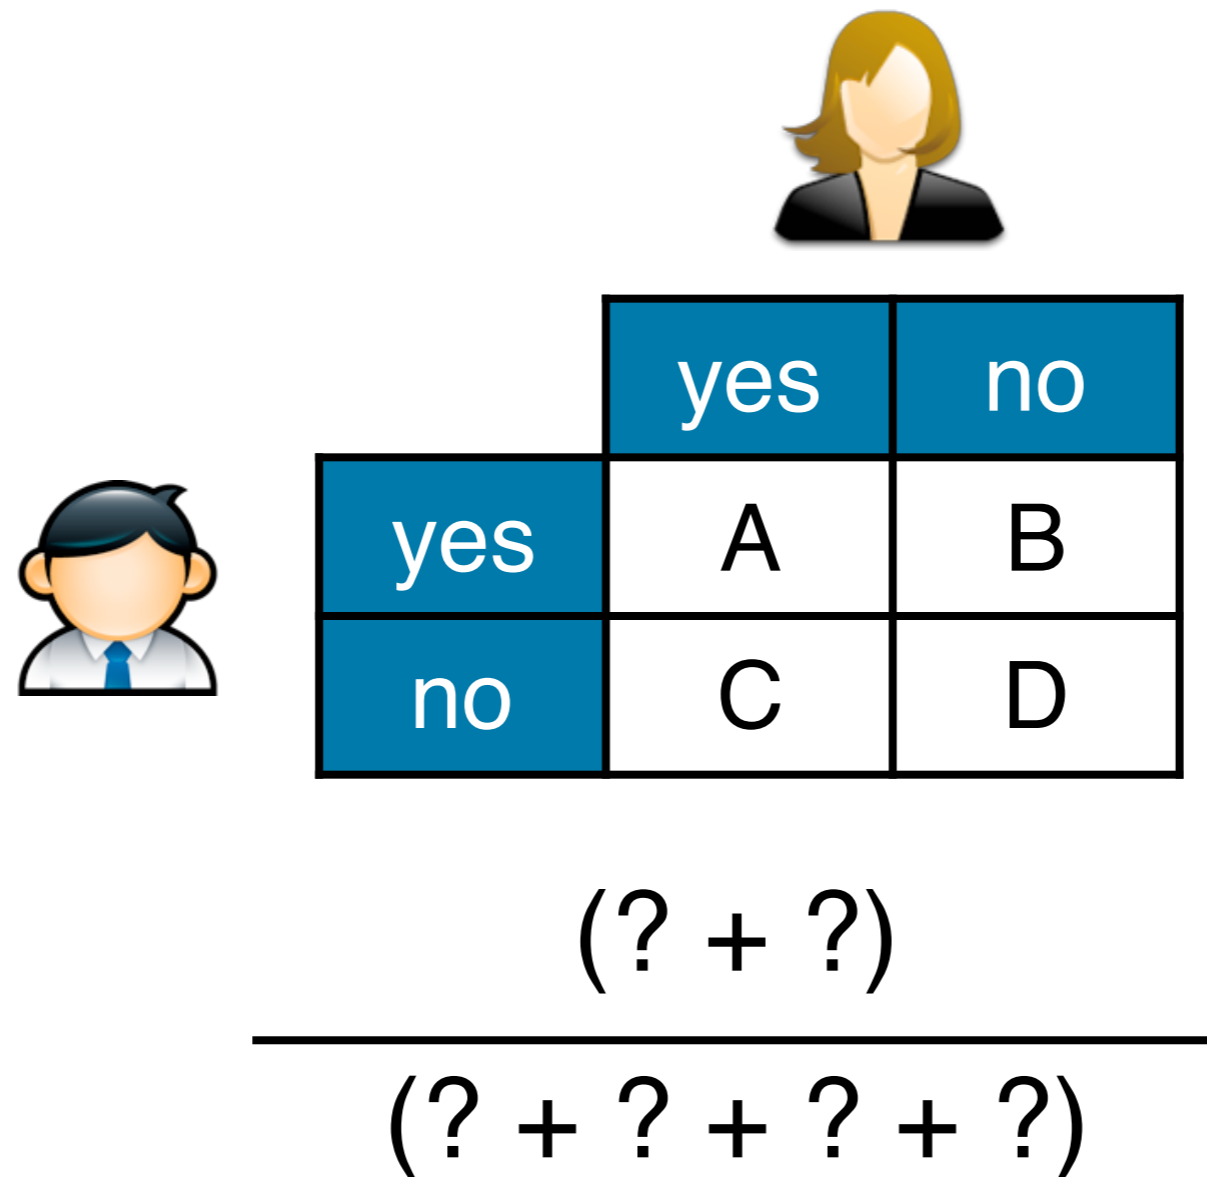 yes no
yes A B
no C D
(? + ?)
(? + ? + ? + ?)